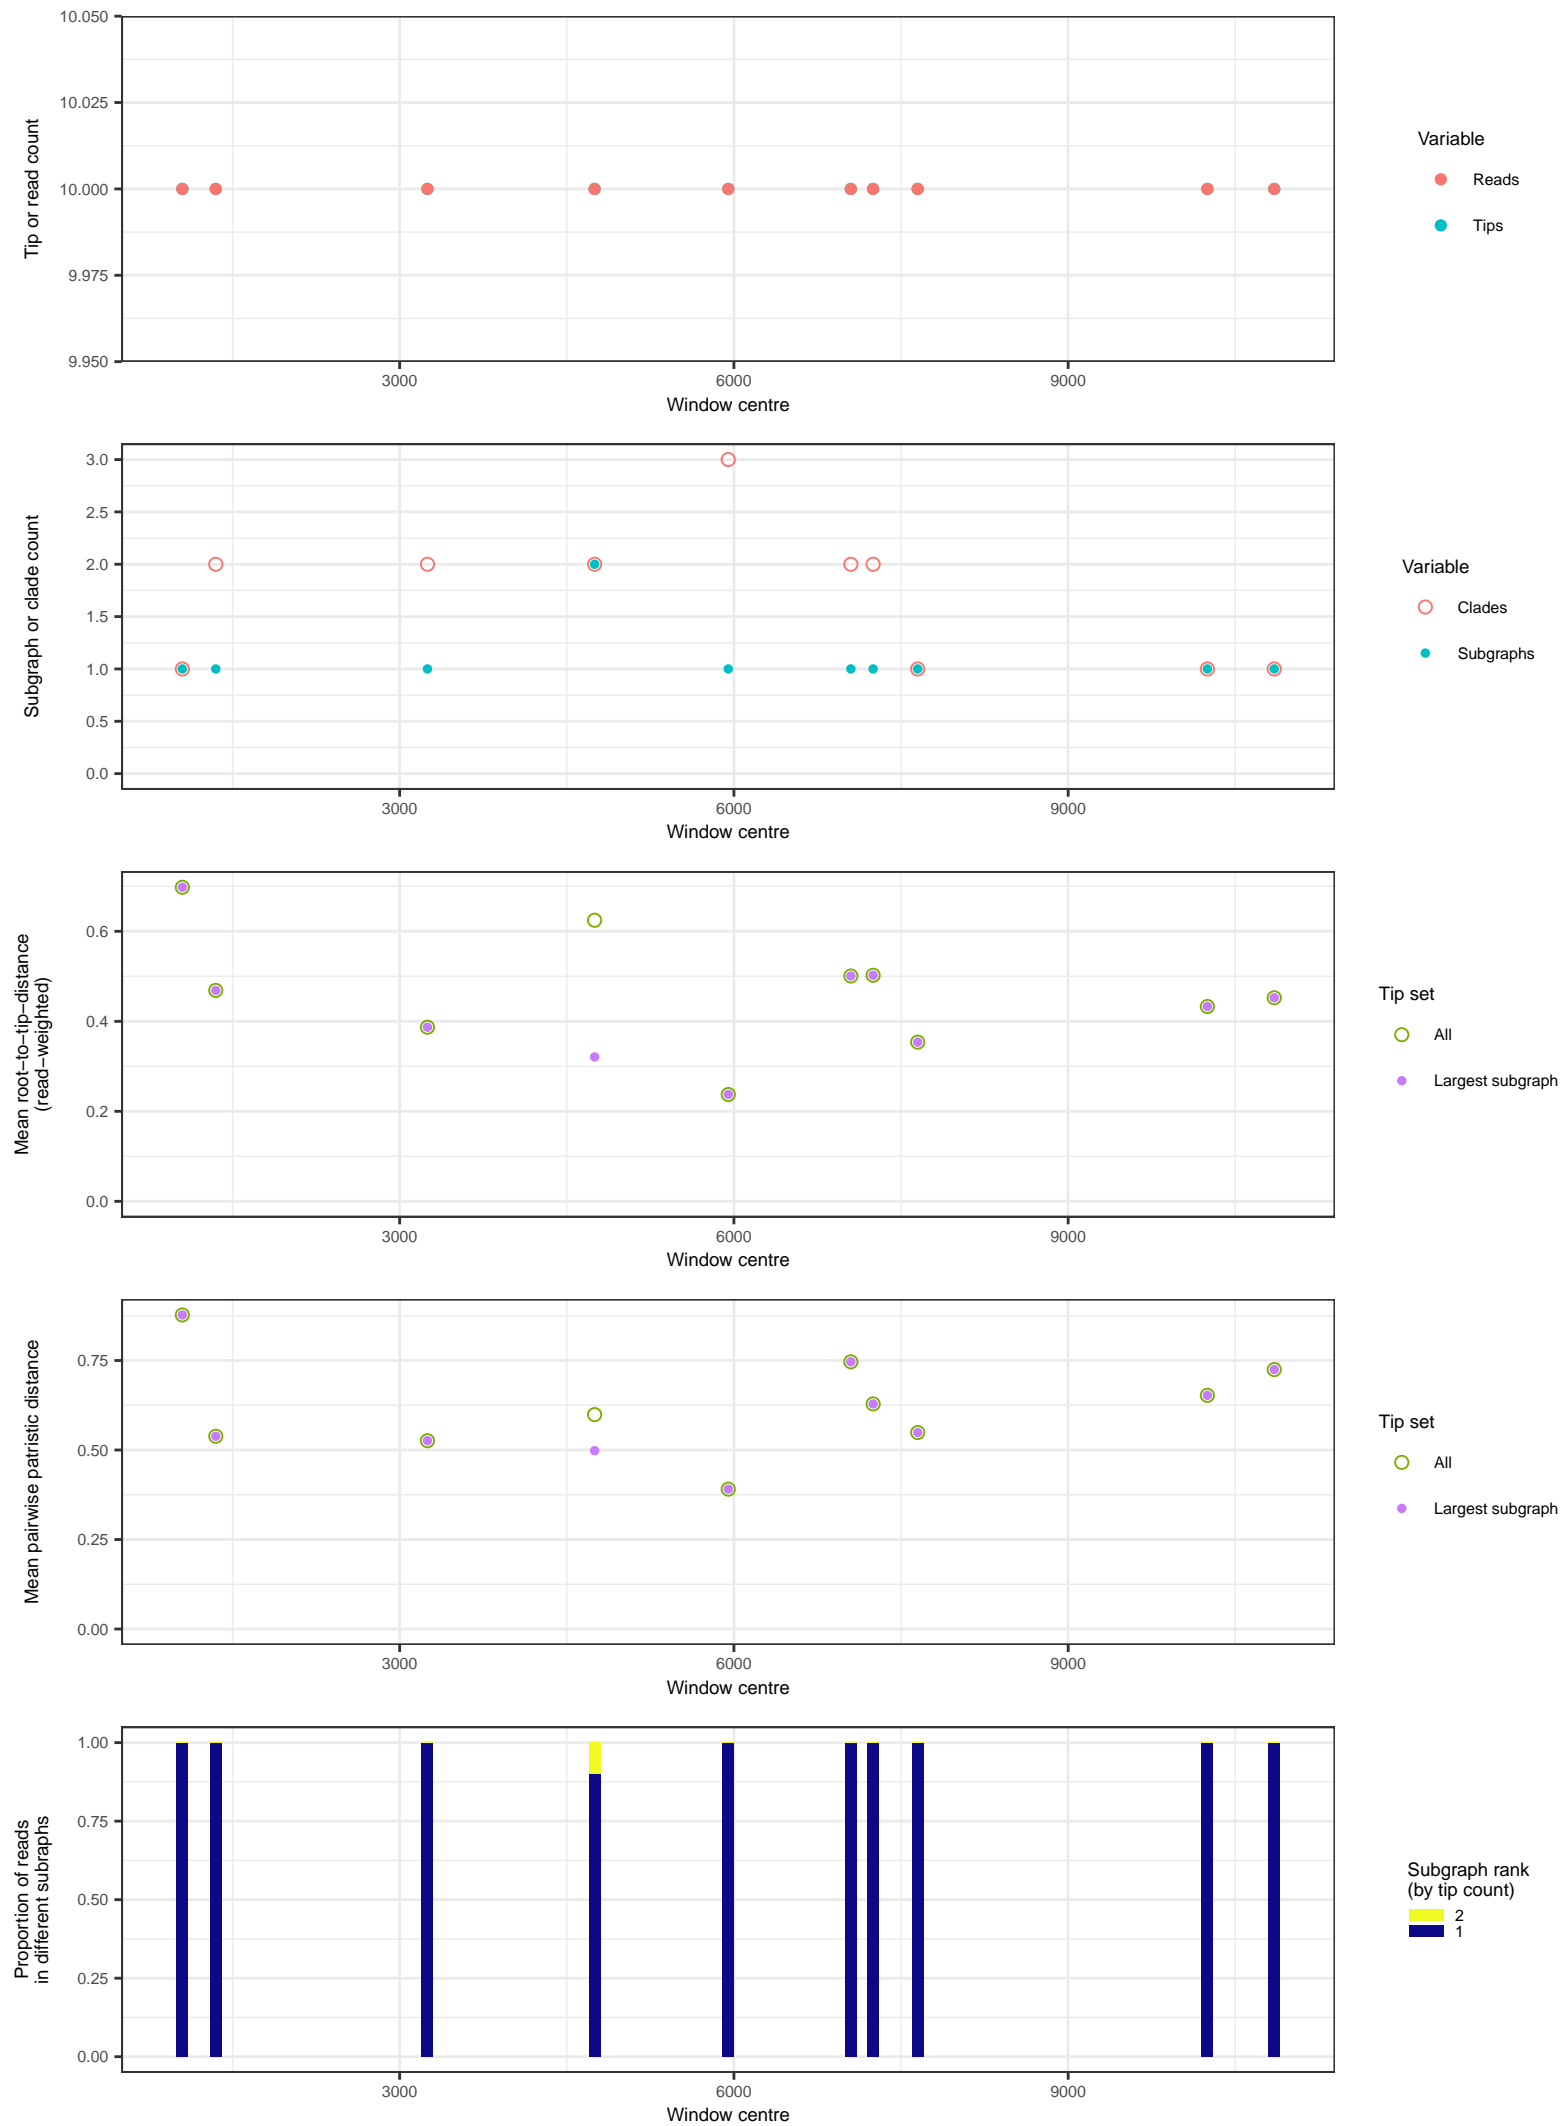 10.050
10.025
10.000
9.975
9.950
Tip or read count
3000 6000 9000
Window centre
Variable
Reads
Tips
3.0
2.5
2.0
1.5
1.0
0.5
0.0
Subgraph or clade count
3000 6000 9000
Window centre
Variable
Clades
Subgraphs
0.6
0.4
0.2
0.0
Mean root−to−tip−distance
(read−weighted)
3000 6000 9000
Window centre
Tip set
All
Largest subgraph
0.75
0.50
0.25
0.00
Mean pairwise patristic distance
3000 6000 9000
Window centre
Tip set
All
Largest subgraph
1.00
0.75
0.50
0.25
0.00
Proportion of reads
in different subraphs
3000 6000 9000
Window centre
Subgraph rank
(by tip count)
2
1